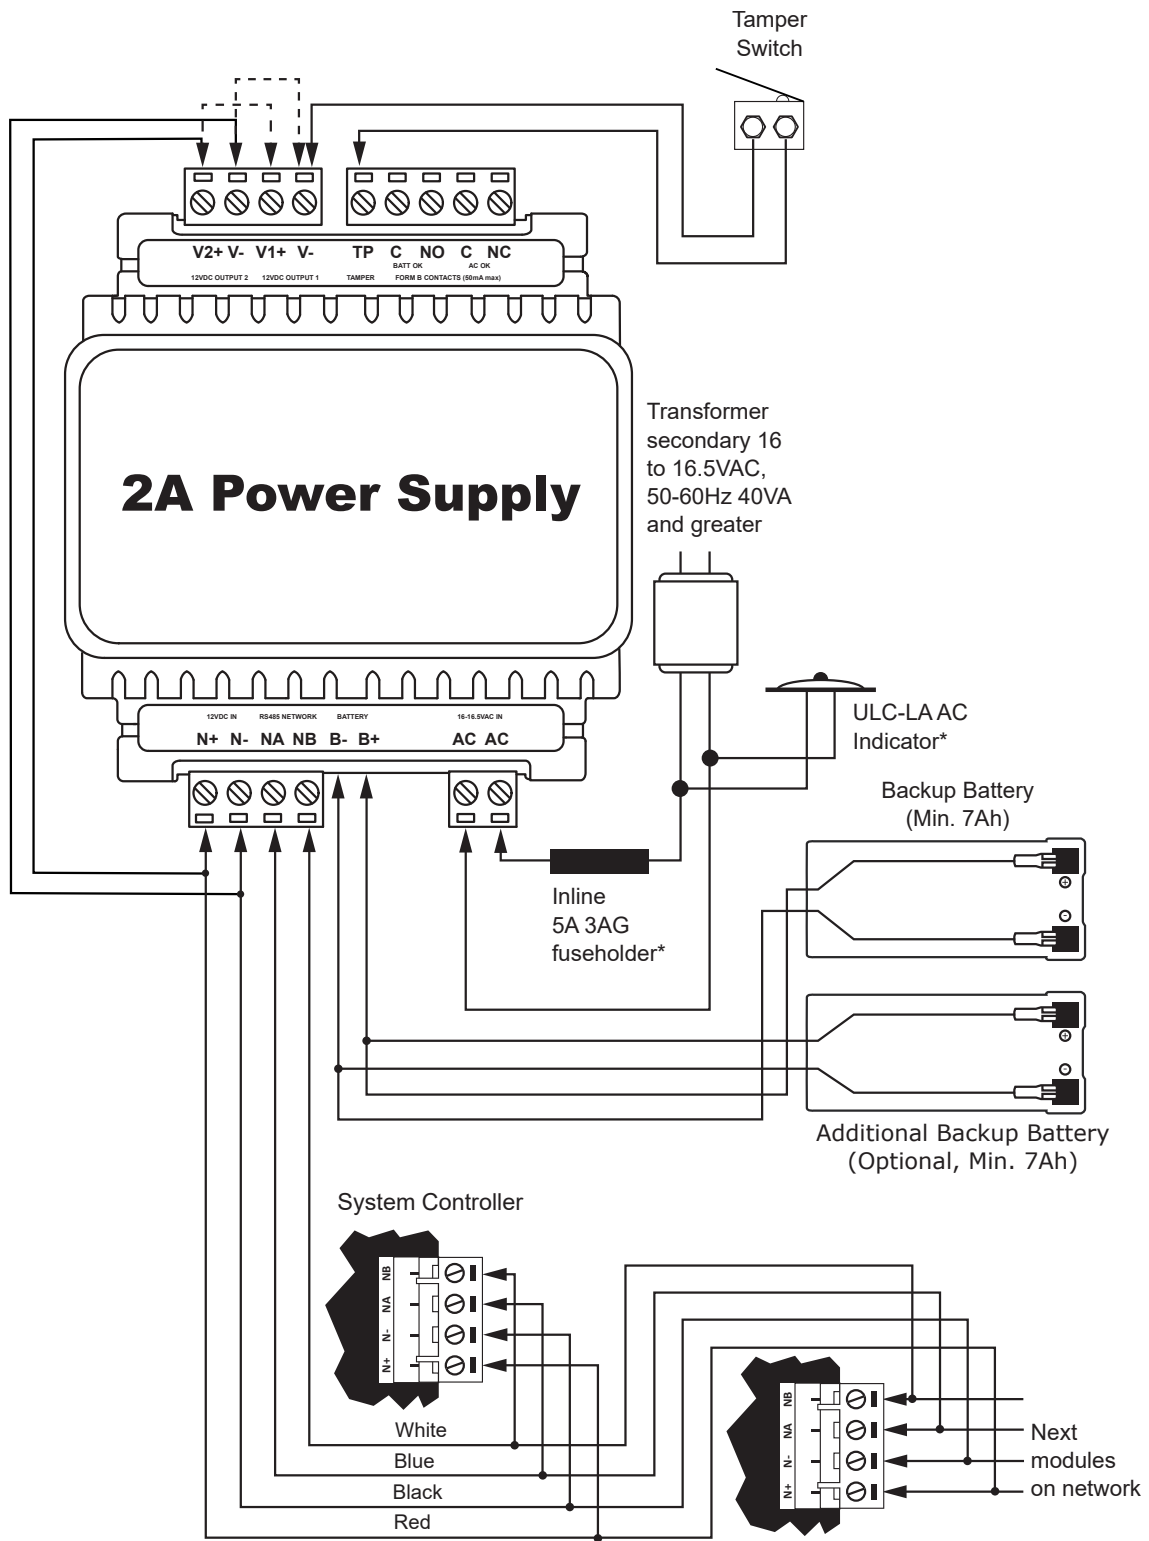 Tamper
Switch
V2+ V- V1+ V- TP C NO C NC
BATT OK AC OK
12VDC OUTPUT 2 12VDC OUTPUT 1 TAMPER FORM B CONTACTS (50mA max)
2A Power Supply
Transformer
secondary 16
to 16.5VAC,
50-60Hz 40VA
and greater
12VDC IN RS485 NETWORK BATTERY 16-16.5VAC IN
N+ N- NA NB B- B+ AC AC
ULC-LA AC
Indicator*
Inline
5A 3AG
fuseholder*
Backup Battery
(Min. 7Ah)
+
-
+
-
Additional Backup Battery
(Optional, Min. 7Ah)
System Controller
NB
NA
N-
N+
White
Blue
Black
Red
NB
NA
N-
N+
Next
modules
on network